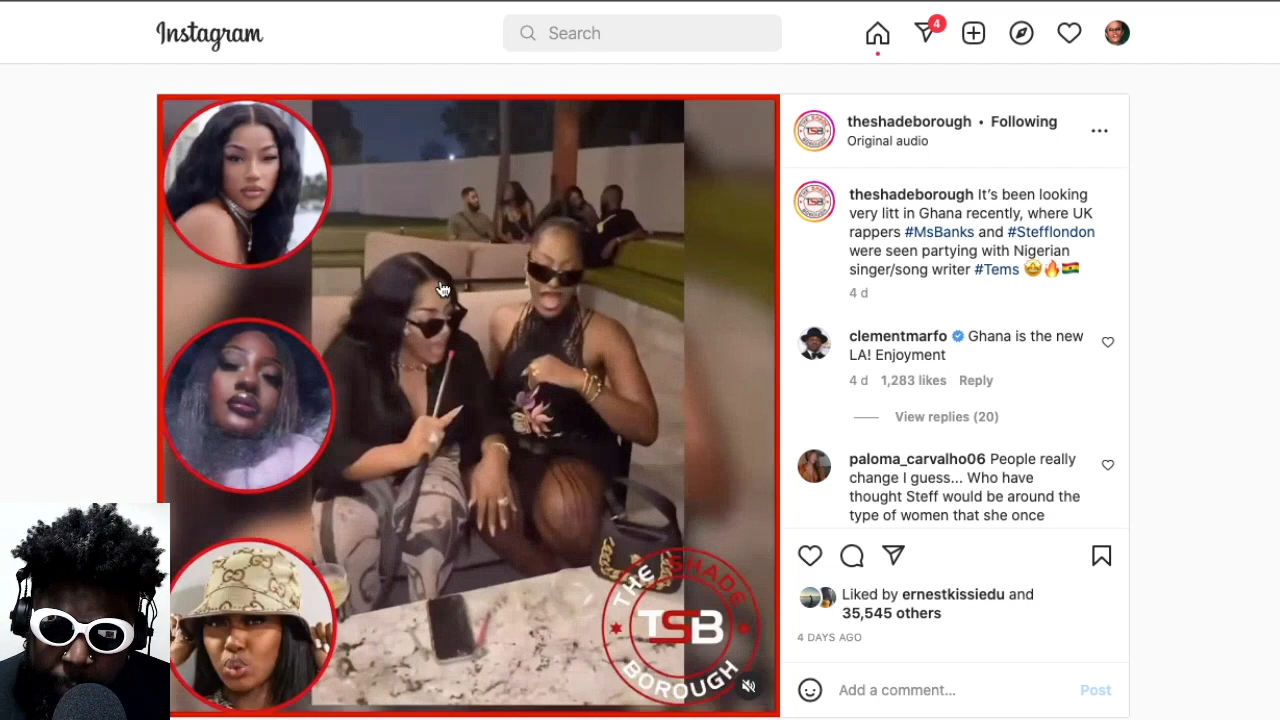 Instagram
Search
4
theshadeborough • Following
Original audio
theshadeborough It's been looking
very litt in Ghana recently, where UK
rappers #MsBanks and #Stefflondon
were seen partying with Nigerian
singer/song writer #Tems 🤩🔥🇬🇭
4 d
clementmarfo Ghana is the new
LA! Enjoyment
4 d 1,283 likes Reply
View replies (20)
paloma_carvalho06 People really
change I guess... Who have
thought Steff would be around the
type of women that she once
Liked by ernestkissiedu and
35,545 others
4 DAYS AGO
Add a comment... Post
THE SHADE
TSB
BOROUGH